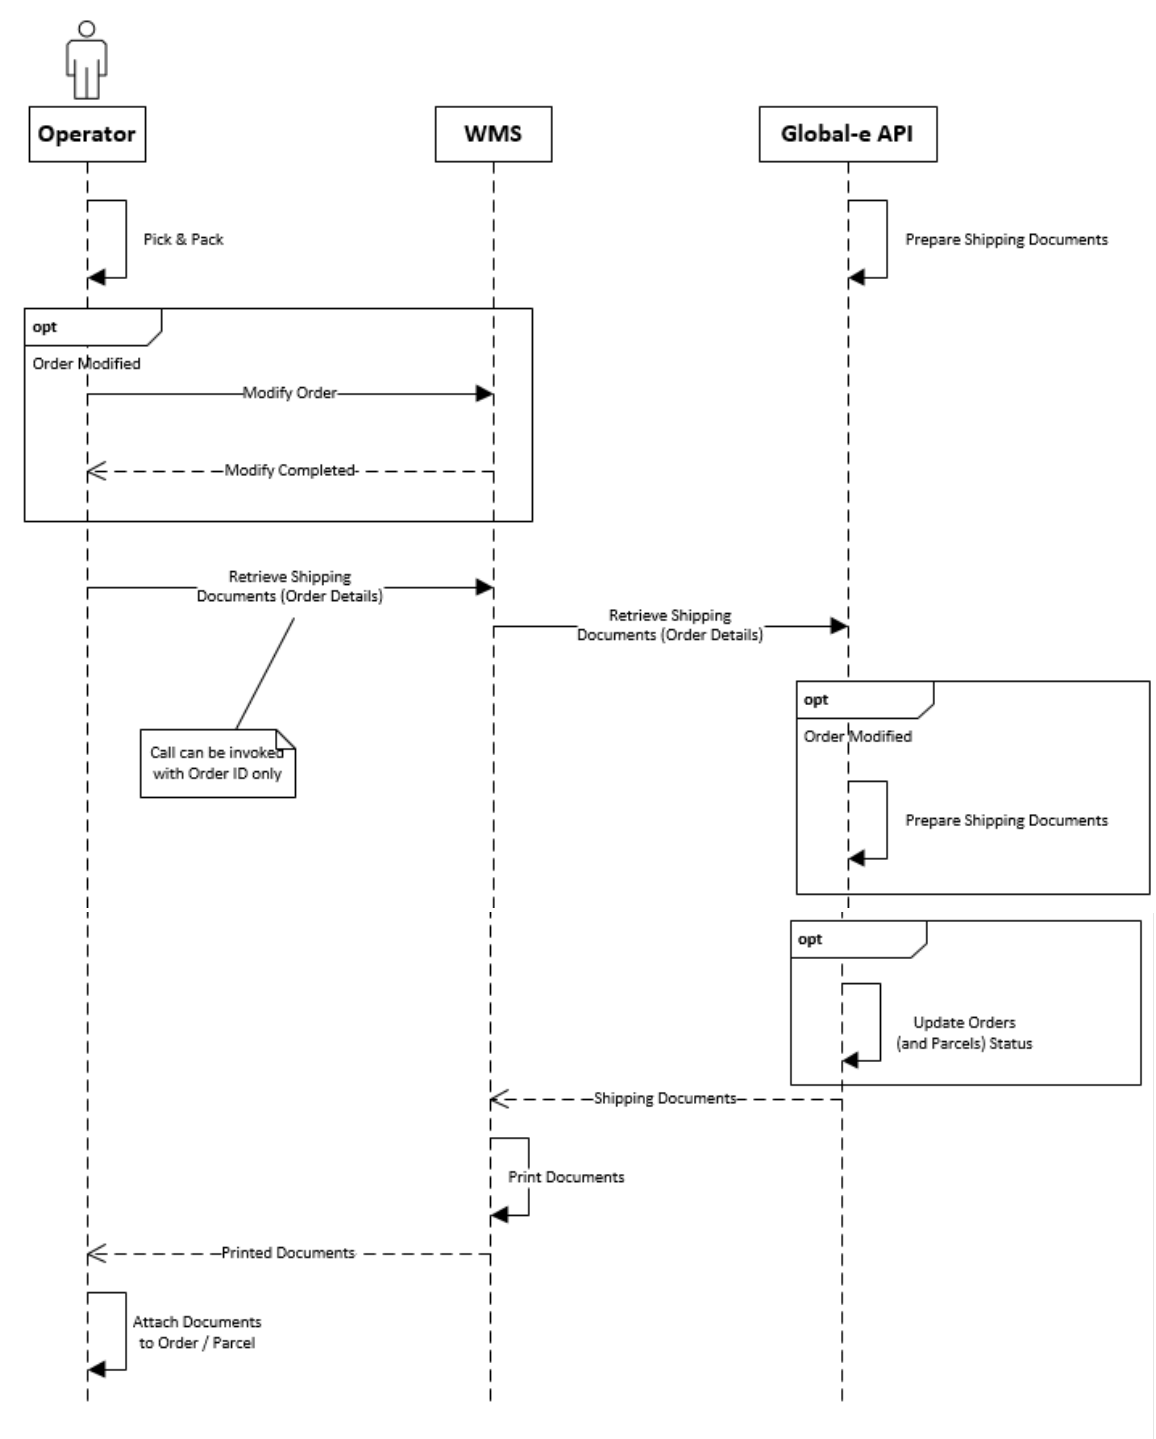 Operator
WMS
Global-e API
Pick & Pack
Prepare Shipping Documents
opt
Order Modified
Modify Order
Modify Completed
Retrieve Shipping
Documents (Order Details)
Retrieve Shipping
Documents (Order Details)
opt
Order Modified
Call can be invoked
with Order ID only
Prepare Shipping Documents
opt
Update Orders
(and Parcels) Status
Shipping Documents
Print Documents
Printed Documents
Attach Documents
to Order / Parcel